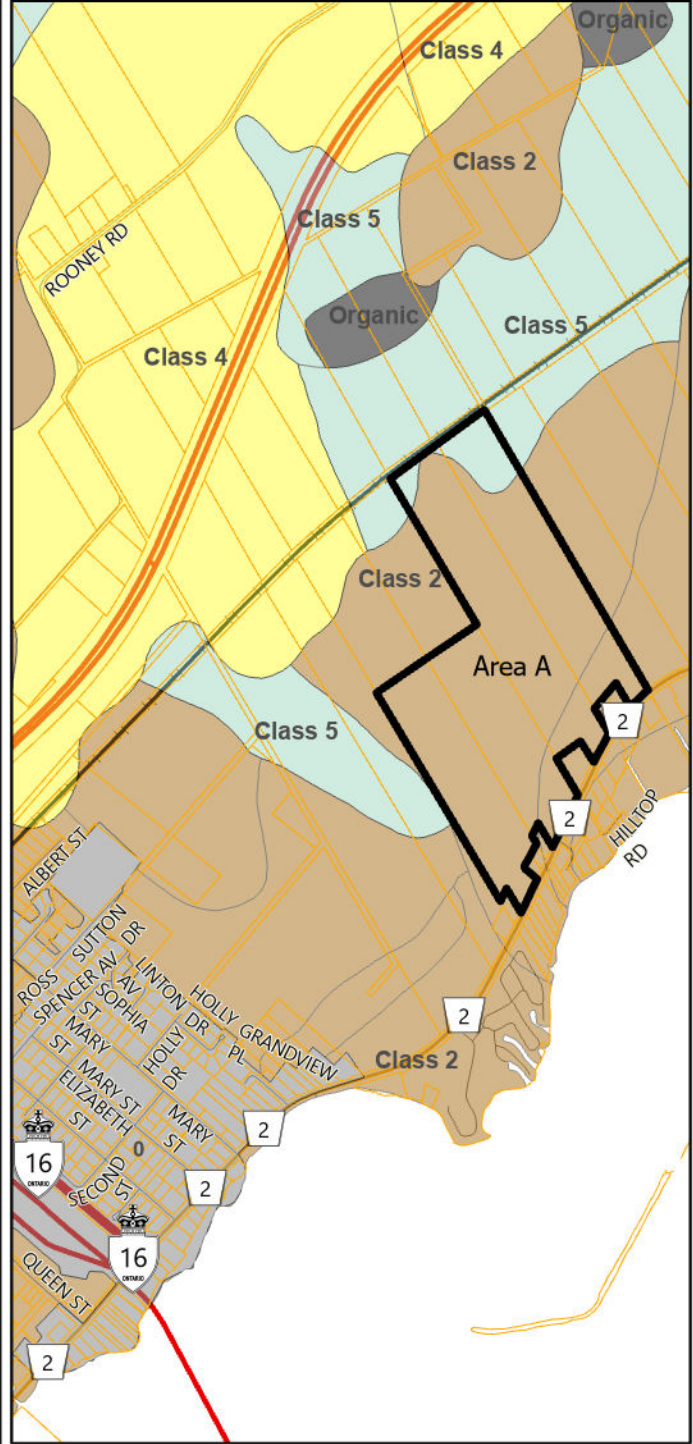 Organic
Class 4
Class 2
Class 5
ROONEY RD
Organic
Class 5
Class 4
Class 2
Area A
2
Class 5
2
HILLTOP
RD
ALBERT ST
SUTTON
DR
ROSS
SPENCER AV
AV
LINTON
DR
HOLLY GRANDVIEW
PL
ST
SOPHIA
MARY
ST
HOLLY
DR
2
Class 2
MARY ST
ELIZABETH
ST
MARY
ST
2
0
16
ONTARIO
SECOND
ST
2
16
ONTARIO
QUEEN ST
2